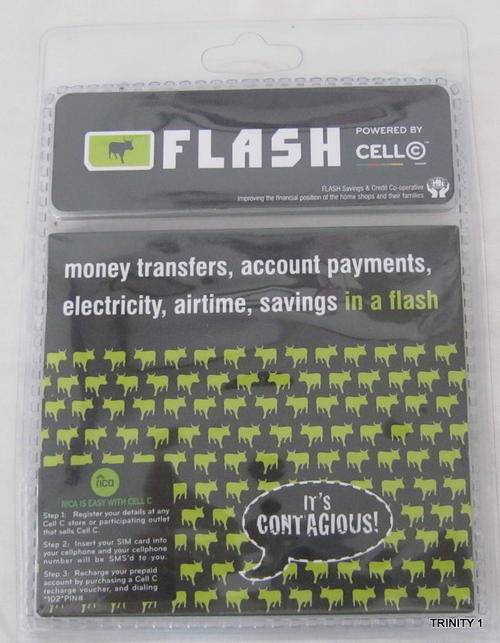 FLASH
POWERED BY
CELL©
FLASH Savings & Credit Co-operative
Improving the financial position of the home shops and their families
money transfers, account payments,
electricity, airtime, savings in a flash
rica
RICA IS EASY WITH CELL C
Step 1: Register your details at any
Cell C store or participating outlet
that sells Cell C.
Step 2: Insert your SIM card into
your cellphone and your cellphone
number will be SMS'd to you.
Step 3: Recharge your prepaid
account by purchasing a Cell C
recharge voucher, and dialing
*102*PIN#
IT'S
CONTAGIOUS!
TRINITY 1